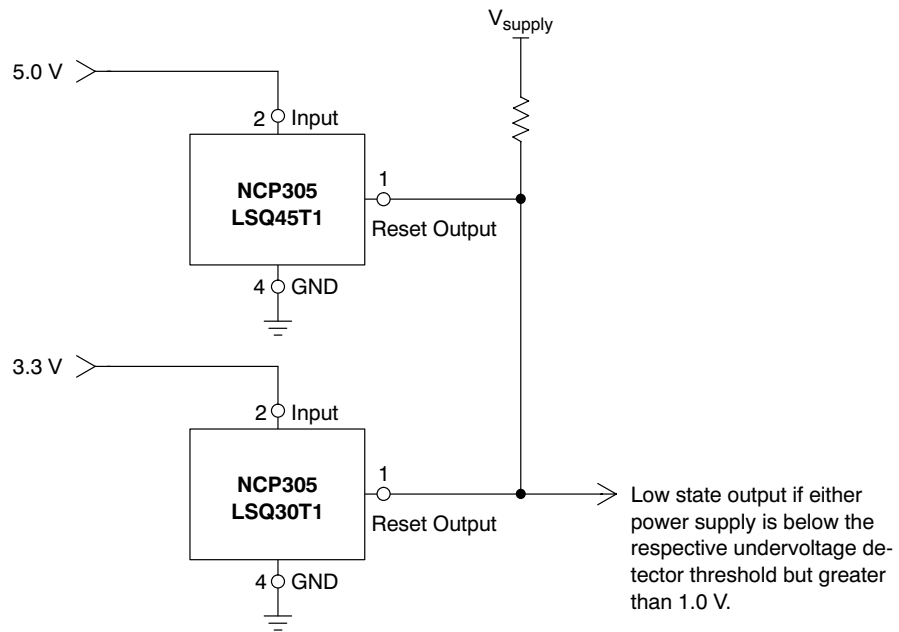 Vsupply
5.0 V
2 Input
NCP305
LSQ45T1
1
Reset Output
4 GND
3.3 V
2 Input
NCP305
LSQ30T1
1
Reset Output
4 GND
Low state output if either
power supply is below the
respective undervoltage de-
tector threshold but greater
than 1.0 V.